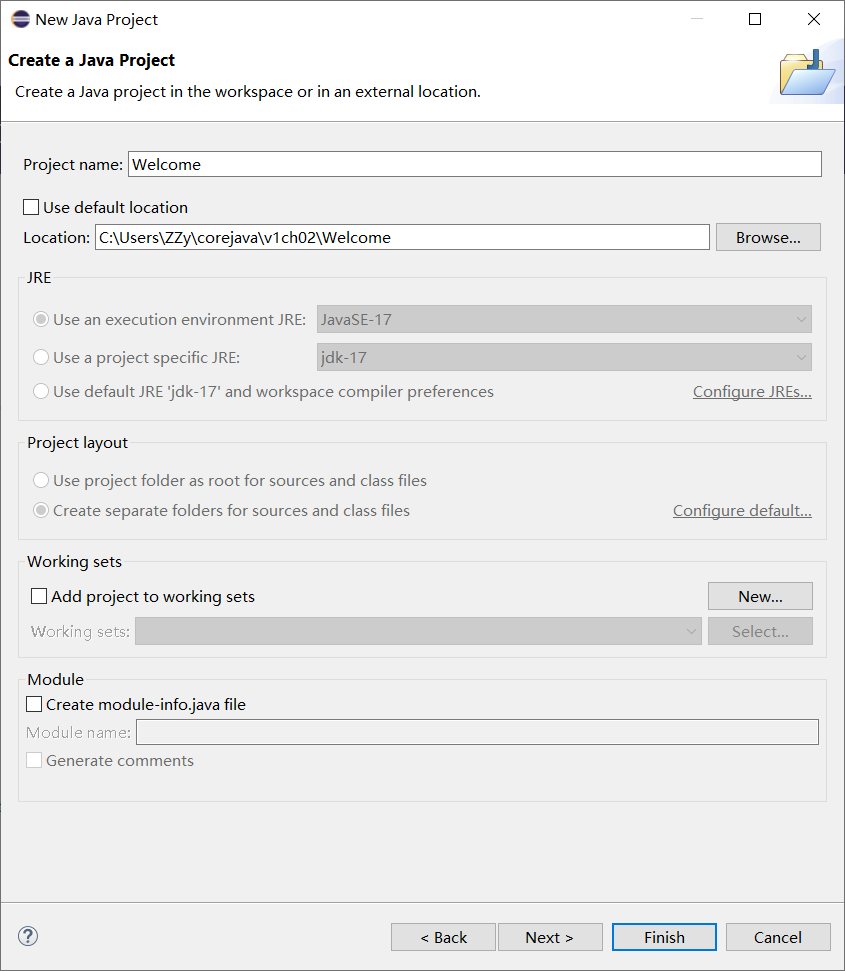 New Java Project
Create a Java Project
Create a Java project in the workspace or in an external location.
Project name: Welcome
Use default location
Location: C:\Users\ZZy\corejava\v1ch02\Welcome Browse...
JRE
Use an execution environment JRE: JavaSE-17
Use a project specific JRE: jdk-17
Use default JRE 'jdk-17' and workspace compiler preferences Configure JREs...
Project layout
Use project folder as root for sources and class files
Create separate folders for sources and class files Configure default...
Working sets
Add project to working sets New...
Working sets: Select...
Module
Create module-info.java file
Module name:
Generate comments
? < Back Next > Finish Cancel